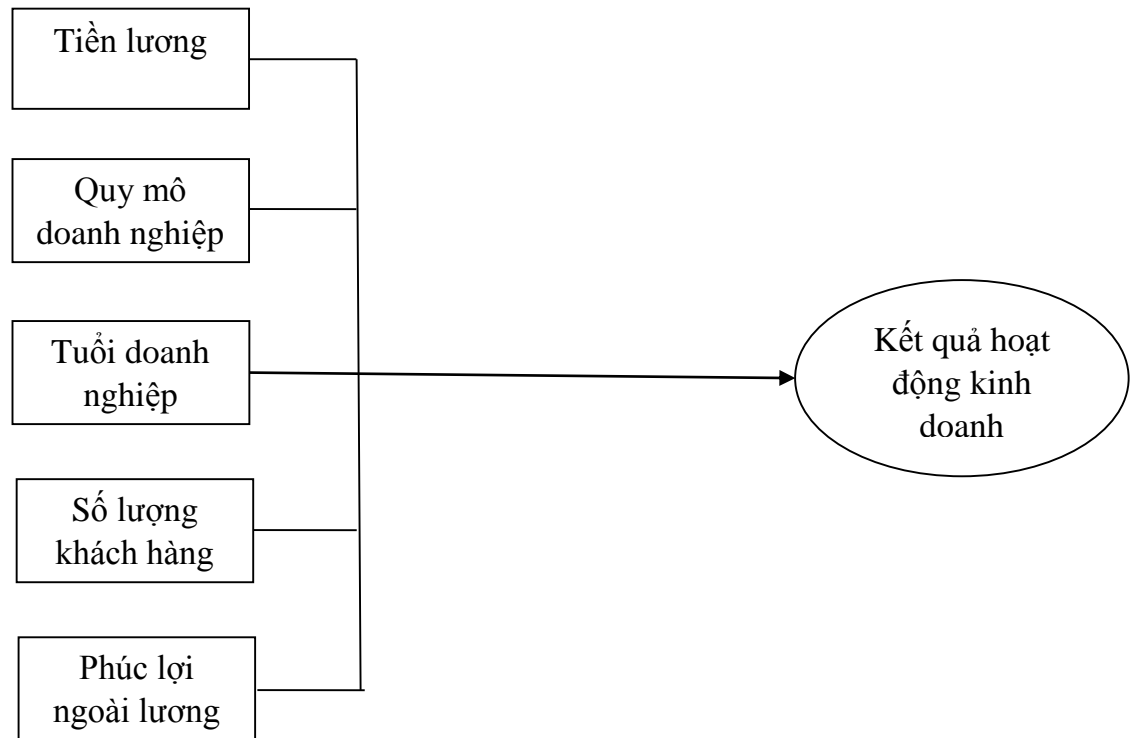 Tiền lương
Quy mô
doanh nghiệp
Tuổi doanh
nghiệp
Số lượng
khách hàng
Phúc lợi
ngoài lương
Kết quả hoạt
động kinh
doanh